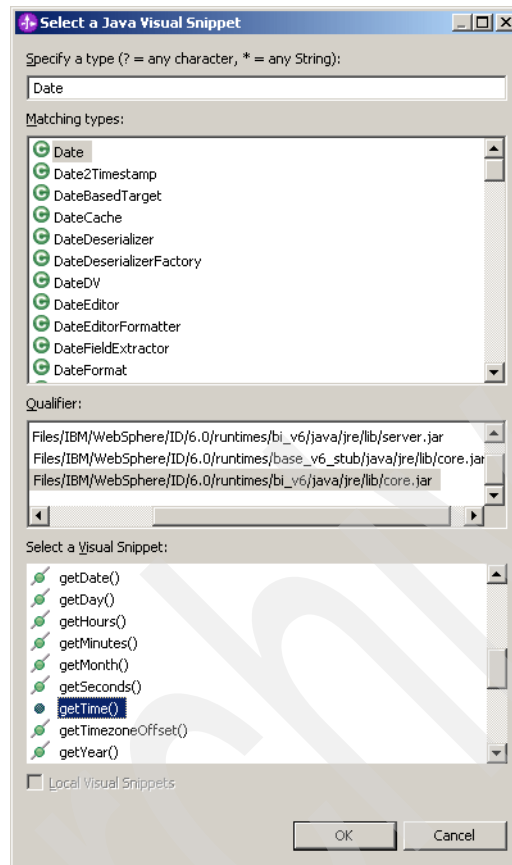 Select a Java Visual Snippet
Specify a type (? = any character, * = any String):
Date
Matching types:
Date
Date2Timestamp
DateBasedTarget
DateCache
DateDeserializer
DateDeserializerFactory
DateDV
DateEditor
DateEditorFormatter
DateFieldExtractor
DateFormat
Qualifier:
Files/IBM/WebSphere/ID/6.0/runtimes/bi_v6/java/jre/lib/server.jar
Files/IBM/WebSphere/ID/6.0/runtimes/base_v6_stub/java/jre/lib/core.jar
Files/IBM/WebSphere/ID/6.0/runtimes/bi_v6/java/jre/lib/core.jar
Select a Visual Snippet:
getDate()
getDay()
getHours()
getMinutes()
getMonth()
getSeconds()
getTime()
getTimezoneOffset()
getYear()
Local Visual Snippets
OK Cancel